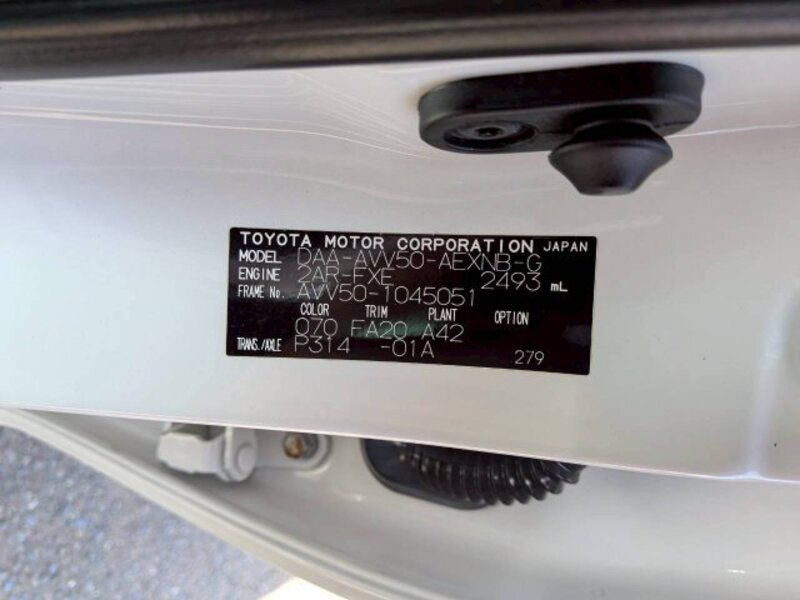 TOYOTA MOTOR CORPORATION JAPAN
MODEL DAA-AVV50-AEXNB-G
ENGINE 2AR-FXE 2493 mL
FRAME No. AVV50-1045051
COLOR TRIM PLANT OPTION
070 FA20 A42
TRANS./AXLE P314 -01A 279